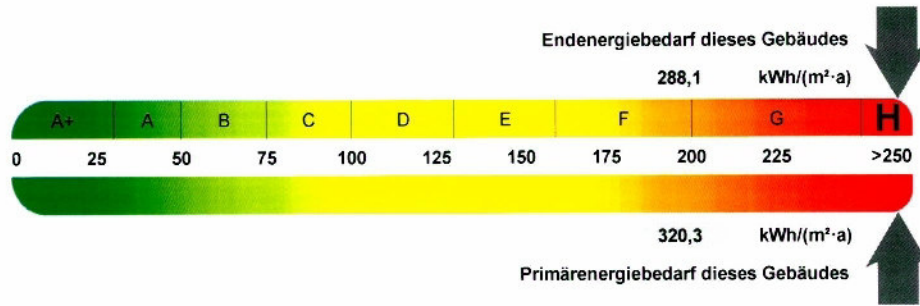 Endenergiebedarf dieses Gebäudes
288,1 kWh/(m²·a)
A+ A B C D E F G H
0 25 50 75 100 125 150 175 200 225 >250
320,3 kWh/(m²·a)
Primärenergiebedarf dieses Gebäudes